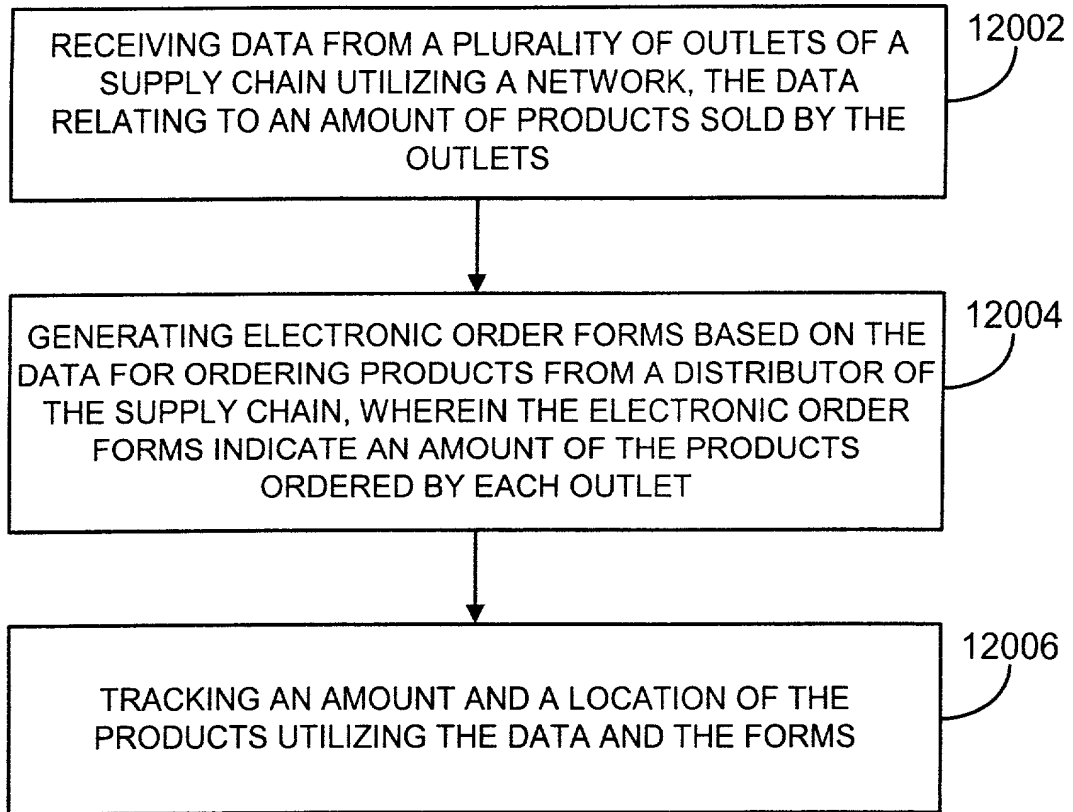 RECEIVING DATA FROM A PLURALITY OF OUTLETS OF A
SUPPLY CHAIN UTILIZING A NETWORK, THE DATA
RELATING TO AN AMOUNT OF PRODUCTS SOLD BY THE
OUTLETS
12002
GENERATING ELECTRONIC ORDER FORMS BASED ON THE
DATA FOR ORDERING PRODUCTS FROM A DISTRIBUTOR OF
THE SUPPLY CHAIN, WHEREIN THE ELECTRONIC ORDER
FORMS INDICATE AN AMOUNT OF THE PRODUCTS
ORDERED BY EACH OUTLET
12004
TRACKING AN AMOUNT AND A LOCATION OF THE
PRODUCTS UTILIZING THE DATA AND THE FORMS
12006